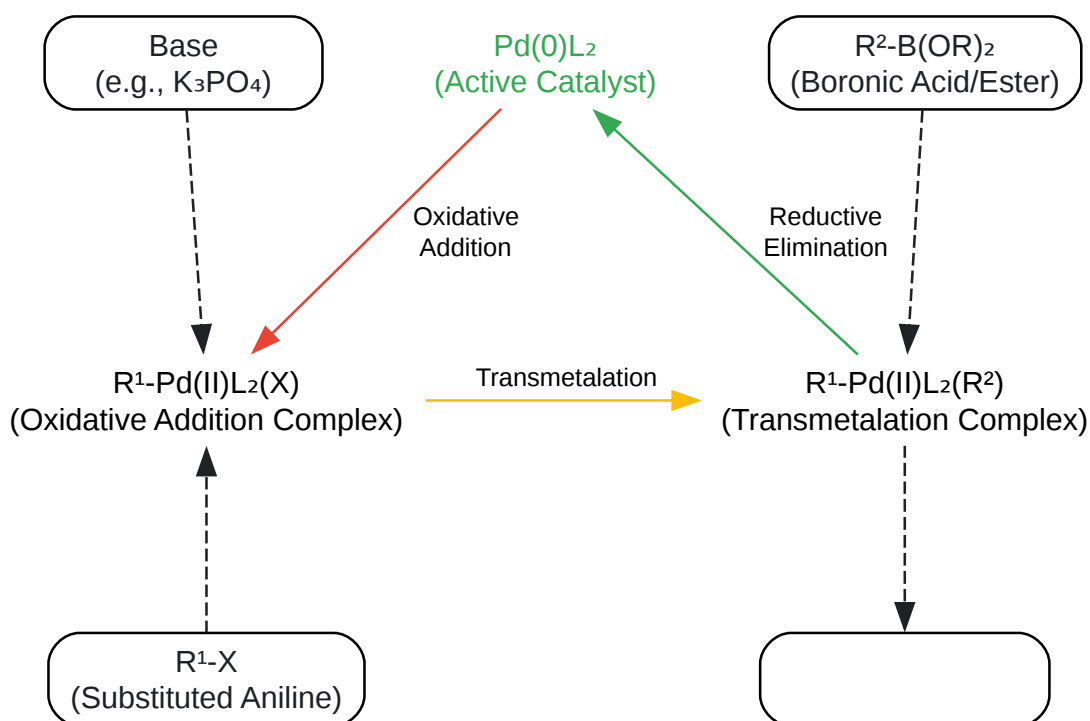 Base
(e.g., K₃PO₄)
Pd(0)L₂
(Active Catalyst)
R²-B(OR)₂
(Boronic Acid/Ester)
Oxidative
Addition
Reductive
Elimination
R¹-Pd(II)L₂(X)
(Oxidative Addition Complex)
Transmetalation
R¹-Pd(II)L₂(R²)
(Transmetalation Complex)
R¹-X
(Substituted Aniline)